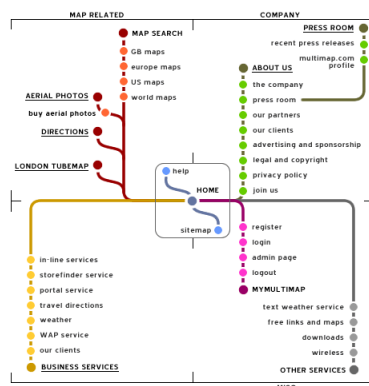 MAP RELATED
COMPANY
PRESS ROOM
MAP SEARCH
recent press releases
GB maps
multimap.com
profile
europe maps
ABOUT US
US maps
the company
AERIAL PHOTOS
world maps
press room
buy aerial photos
our partners
DIRECTIONS
our clients
advertising and sponsorship
LONDON TUBEMAP
legal and copyright
help
privacy policy
HOME
join us
sitemap
register
login
in-line services
admin page
storefinder service
logout
portal service
MYMULTIMAP
travel directions
text weather service
weather
free links and maps
WAP service
downloads
our clients
wireless
BUSINESS SERVICES
OTHER SERVICES